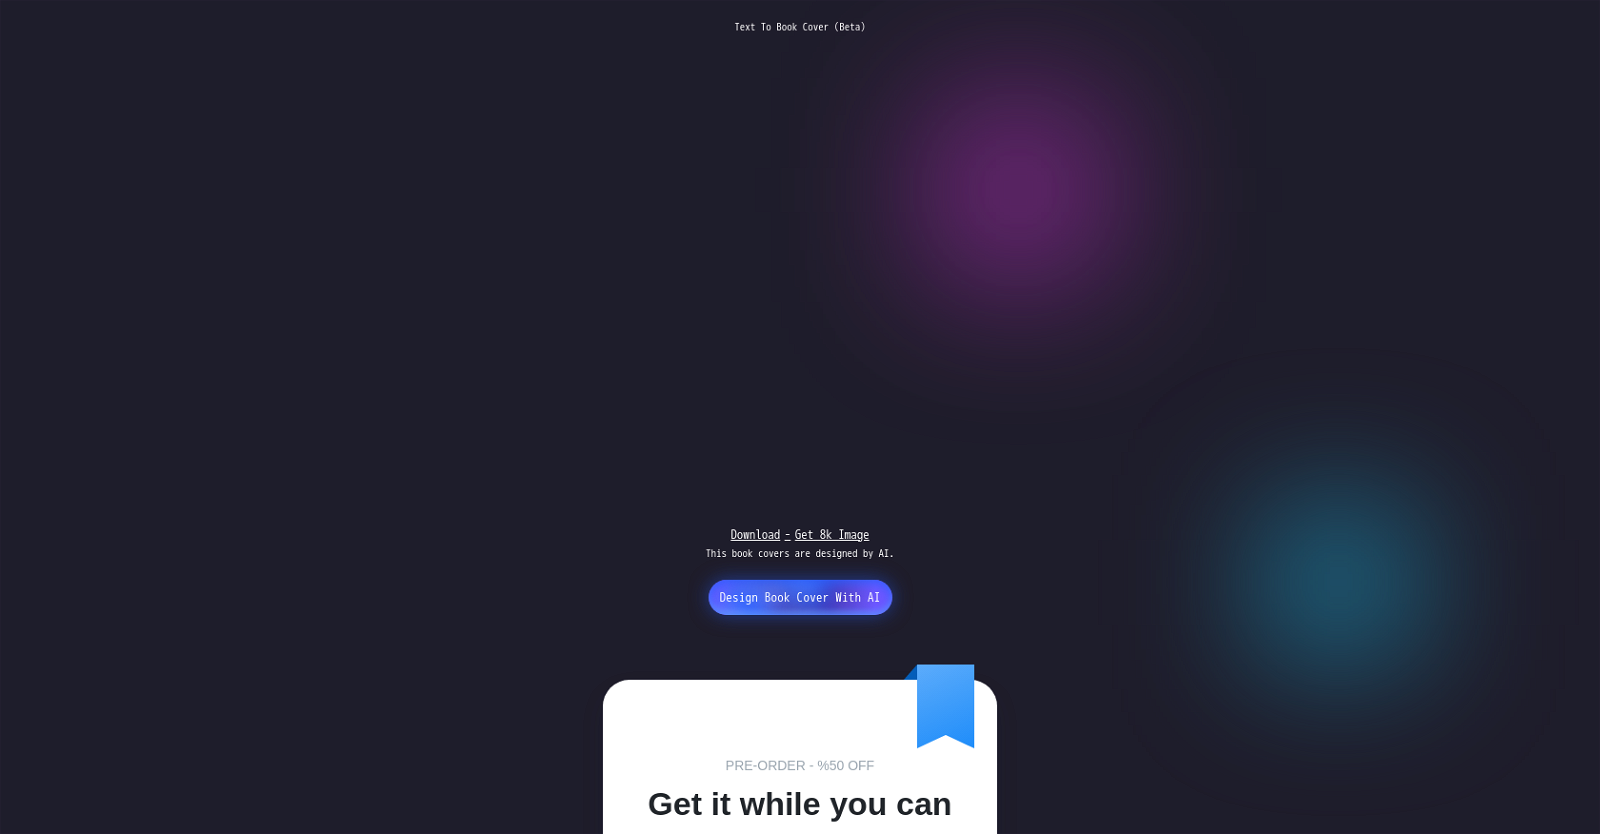 Text To Book Cover (Beta)
Download - Get 8k Image
This book covers are designed by AI.
Design Book Cover With AI
PRE-ORDER - %50 OFF
Get it while you can